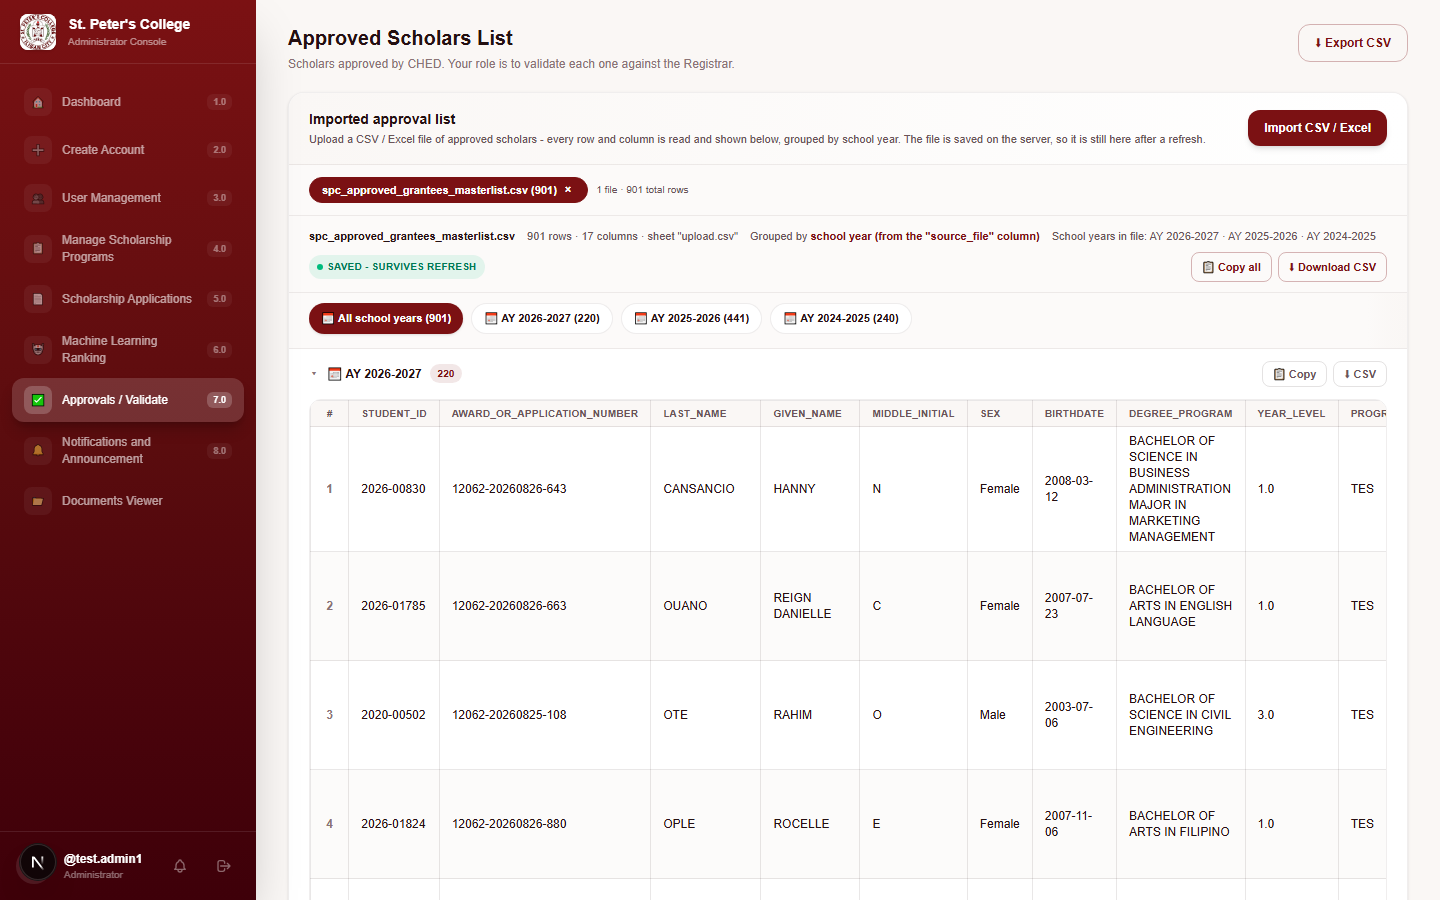 St. Peter's College
Administrator Console
Dashboard 1.0
Create Account 2.0
User Management 3.0
Manage Scholarship
Programs 4.0
Scholarship Applications 5.0
Machine Learning
Ranking 6.0
Approvals / Validate 7.0
Notifications and
Announcement 8.0
Documents Viewer
N
@test.admin1
Administrator
Approved Scholars List
Scholars approved by CHED. Your role is to validate each one against the Registrar.
⬇ Export CSV
Imported approval list
Upload a CSV / Excel file of approved scholars - every row and column is read and shown below, grouped by school year. The file is saved on the server, so it is still here after a refresh.
Import CSV / Excel
spc_approved_grantees_masterlist.csv (901) ×
1 file · 901 total rows
spc_approved_grantees_masterlist.csv 901 rows · 17 columns · sheet "upload.csv" Grouped by school year (from the "source_file" column) School years in file: AY 2026-2027 · AY 2025-2026 · AY 2024-2025
SAVED - SURVIVES REFRESH
Copy all
⬇ Download CSV
All school years (901)
AY 2026-2027 (220)
AY 2025-2026 (441)
AY 2024-2025 (240)
AY 2026-2027 220
Copy
⬇ CSV
# STUDENT_ID AWARD_OR_APPLICATION_NUMBER LAST_NAME GIVEN_NAME MIDDLE_INITIAL SEX BIRTHDATE DEGREE_PROGRAM YEAR_LEVEL PROGR
1 2026-00830 12062-20260826-643 CANSANCIO HANNY N Female 2008-03-
12
BACHELOR OF
SCIENCE IN
BUSINESS
ADMINISTRATION
MAJOR IN
MARKETING
MANAGEMENT
1.0 TES
2 2026-01785 12062-20260826-663 OUANO REIGN
DANIELLE
C Female 2007-07-
23
BACHELOR OF
ARTS IN ENGLISH
LANGUAGE
1.0 TES
3 2020-00502 12062-20260825-108 OTE RAHIM O Male 2003-07-
06
BACHELOR OF
SCIENCE IN CIVIL
ENGINEERING
3.0 TES
4 2026-01824 12062-20260826-880 OPLE ROCELLE E Female 2007-11-
06
BACHELOR OF
ARTS IN FILIPINO
1.0 TES